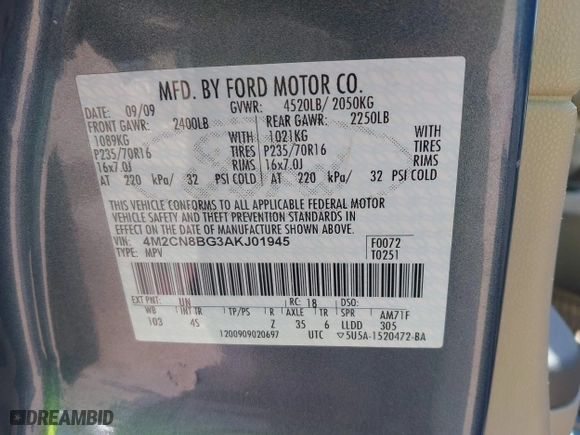 MFD. BY FORD MOTOR CO.
DATE: 09/09 GVWR: 4520LB/ 2050KG
FRONT GAWR: 2400LB REAR GAWR: 2250LB
1089KG WITH 1021KG WITH
P235/70R16 TIRES P235/70R16 TIRES
16x7.0J RIMS 16x7.0J RIMS
AT 220 kPa/ 32 PSI COLD AT 220 kPa/ 32 PSI COLD
THIS VEHICLE CONFORMS TO ALL APPLICABLE FEDERAL MOTOR
VEHICLE SAFETY AND THEFT PREVENTION STANDARDS IN
EFFECT ON THE DATE OF MANUFACTURE SHOWN ABOVE.
VIN: 4M2CN8BG3AKJ01945 F0072
TYPE: MPV T0251
EXT PNT: UN RC: 18 DSO:
WB INT TR TP/PS R AXLE TR SPR AM71F
103 4S Z 35 6 LLDD 305
1200909020697 UTC ▽5U5A-1520472-BA
DREAMBID